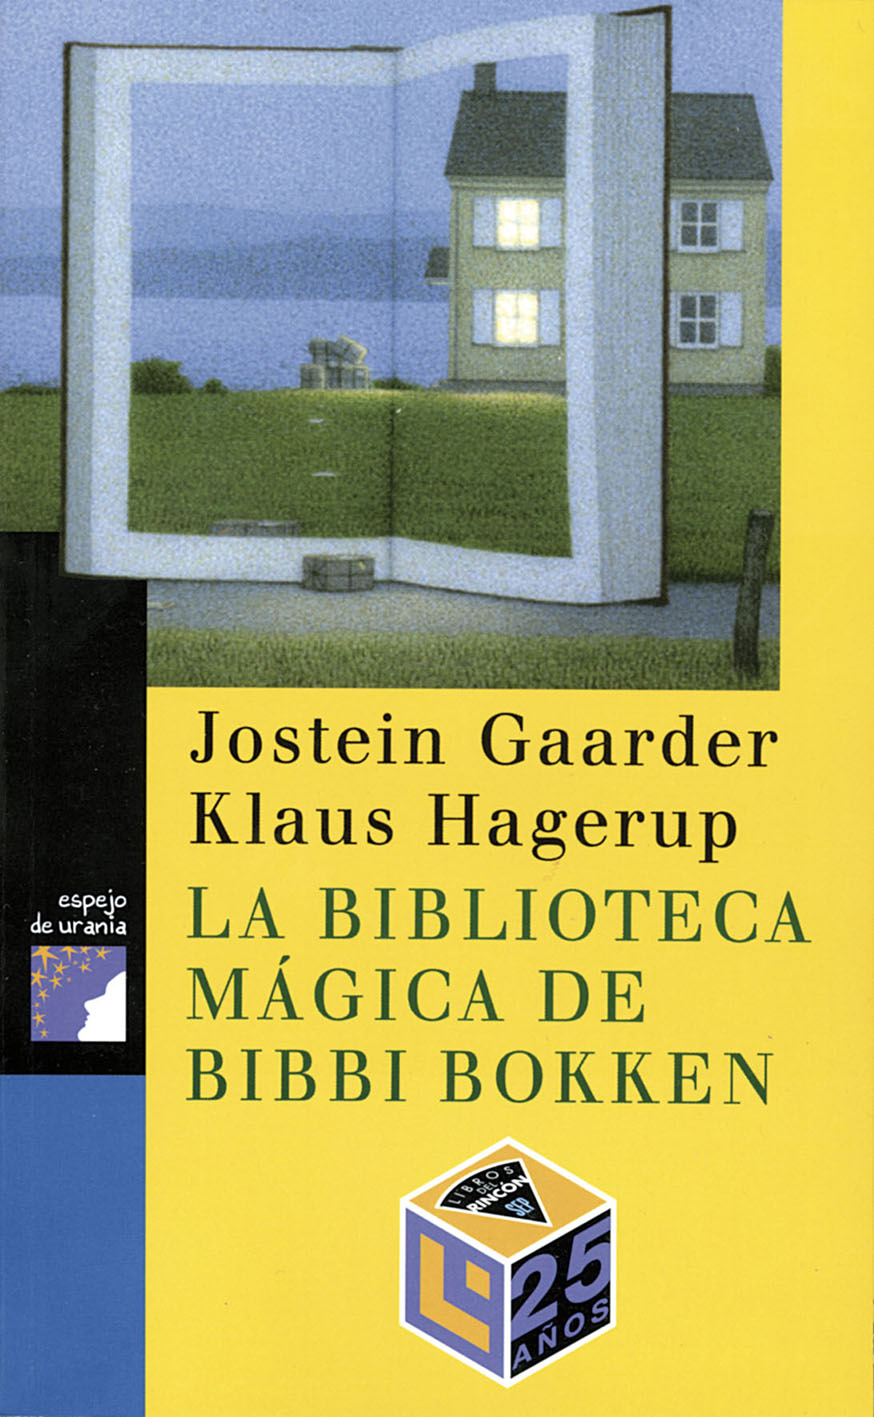 Jostein Gaarder
Klaus Hagerup
LA BIBLIOTECA
MÁGICA DE
BIBBI BOKKEN
espejo
de urania
LIBROS
DEL
RINCÓN
SEP
25
AÑOS